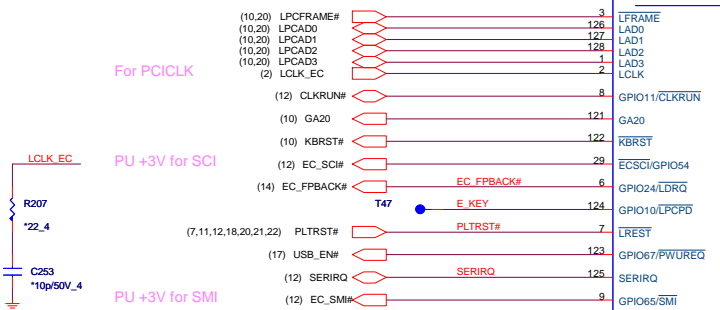 (10,20) LPCFRAME# 3 LFRAME
(10,20) LPCAD0 126 LAD0
(10,20) LPCAD1 127 LAD1
(10,20) LPCAD2 128 LAD2
(10,20) LPCAD3 1 LAD3
For PCICLK (2) LCLK_EC 2 LCLK
(12) CLKRUN# 8 GPIO11/CLKRUN
(10) GA20 121 GA20
(10) KBRST# 122 KBRST
LCLK_EC PU +3V for SCI (12) EC_SCI# 29 ECSCI/GPIO54
(14) EC_FPBACK# EC_FPBACK# 6 GPIO24/LDRQ
R207 T47 E_KEY 124 GPIO10/LPCPD
*22_4 (7,11,12,18,20,21,22) PLTRST# PLTRST# 7 LREST
(17) USB_EN# 123 GPIO67/PWUREQ
C253 (12) SERIRQ SERIRQ 125 SERIRQ
*10p/50V_4
PU +3V for SMI (12) EC_SMI# 9 GPIO65/SMI